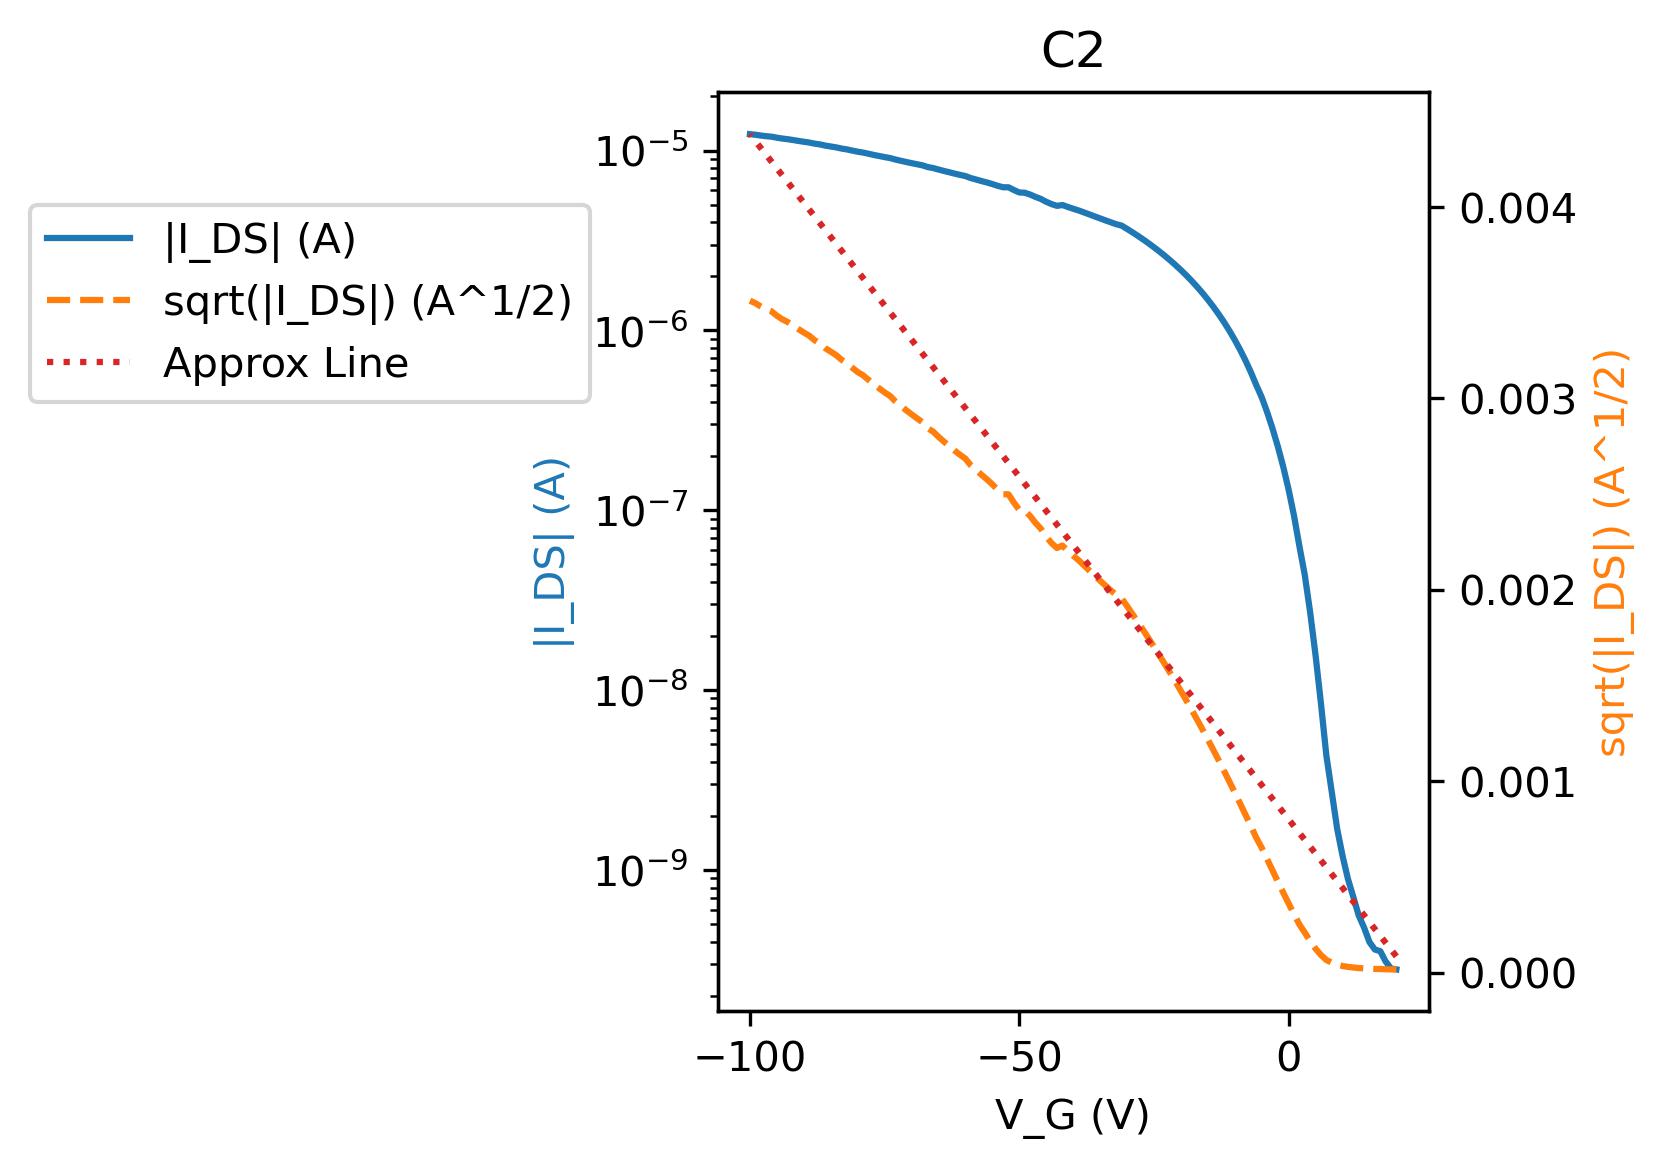 C2
|I_DS| (A)
sqrt(|I_DS|) (A^1/2)
Approx Line
|I_DS| (A)
10⁻⁵
10⁻⁶
10⁻⁷
10⁻⁸
10⁻⁹
0.004
0.003
0.002
0.001
0.000
sqrt(|I_DS|) (A^1/2)
−100 −50 0
V_G (V)